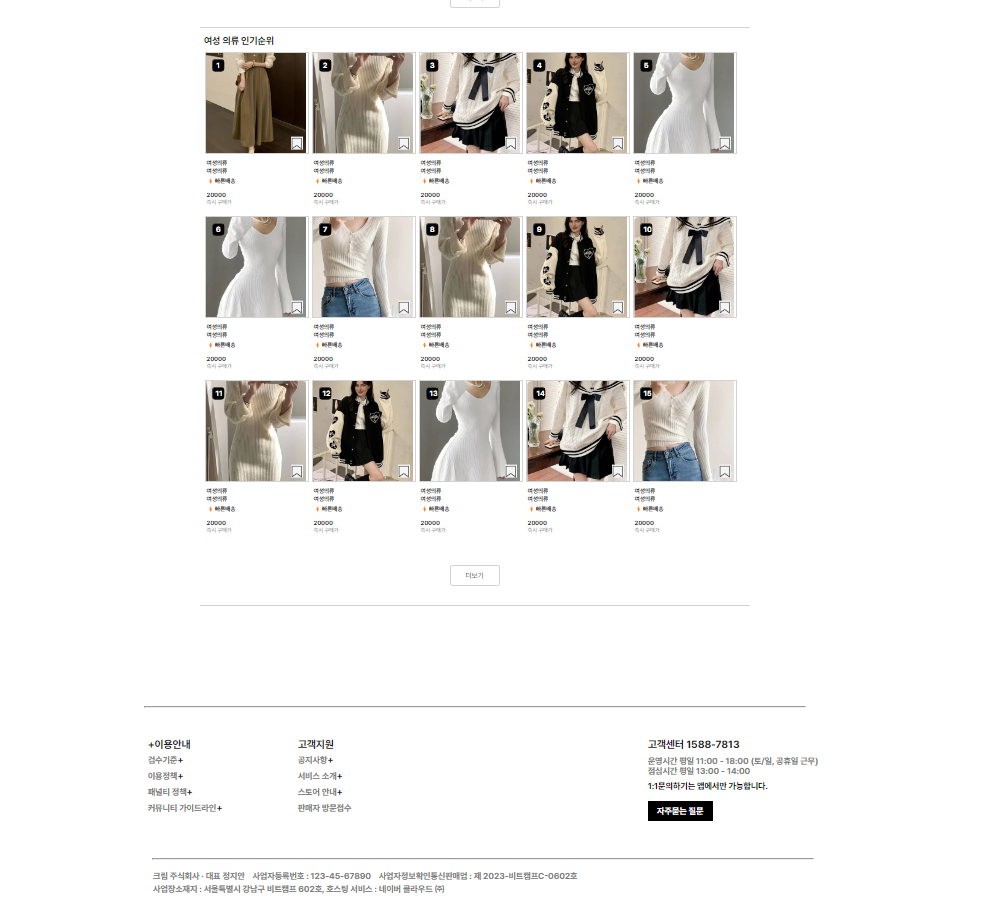 여성 의류 인기순위
1 2 3 4 5
여성의류 여성의류 여성의류 여성의류 여성의류
여성의류 여성의류 여성의류 여성의류 여성의류
빠른배송 빠른배송 빠른배송 빠른배송 빠른배송
20000 20000 20000 20000 20000
즉시 구매가 즉시 구매가 즉시 구매가 즉시 구매가 즉시 구매가
6 7 8 9 10
여성의류 여성의류 여성의류 여성의류 여성의류
여성의류 여성의류 여성의류 여성의류 여성의류
빠른배송 빠른배송 빠른배송 빠른배송 빠른배송
20000 20000 20000 20000 20000
즉시 구매가 즉시 구매가 즉시 구매가 즉시 구매가 즉시 구매가
11 12 13 14 15
여성의류 여성의류 여성의류 여성의류 여성의류
여성의류 여성의류 여성의류 여성의류 여성의류
빠른배송 빠른배송 빠른배송 빠른배송 빠른배송
20000 20000 20000 20000 20000
즉시 구매가 즉시 구매가 즉시 구매가 즉시 구매가 즉시 구매가
더보기
+이용안내
검수기준+
이용정책+
패널티 정책+
커뮤니티 가이드라인+
고객지원
공지사항+
서비스 소개+
스토어 안내+
판매자 방문접수
고객센터 1588-7813
운영시간 평일 11:00 - 18:00 (토/일, 공휴일 근무)
점심시간 평일 13:00 - 14:00
1:1문의하기는 앱에서만 가능합니다.
자주묻는 질문
크림 주식회사 · 대표 정지안 사업자등록번호 : 123-45-67890 사업자정보확인통신판매업 : 제 2023-비트캠프C-0602호
사업장소재지 : 서울특별시 강남구 비트캠프 602호, 호스팅 서비스 : 네이버 클라우드 ㈜